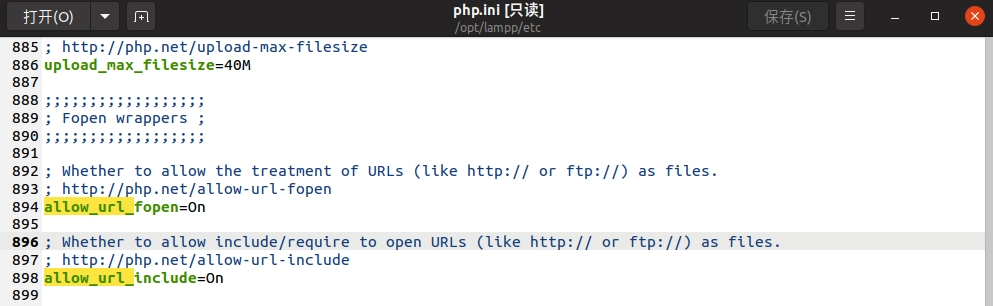 打开(O)
php.ini [只读]
/opt/lampp/etc
保存(S)
885 ; http://php.net/upload-max-filesize
886 upload_max_filesize=40M
887
888 ;;;;;;;;;;;;;;;;;;
889 ; Fopen wrappers ;
890 ;;;;;;;;;;;;;;;;;;
891
892 ; Whether to allow the treatment of URLs (like http:// or ftp://) as files.
893 ; http://php.net/allow-url-fopen
894 allow_url_fopen=On
895
896 ; Whether to allow include/require to open URLs (like http:// or ftp://) as files.
897 ; http://php.net/allow-url-include
898 allow_url_include=On
899